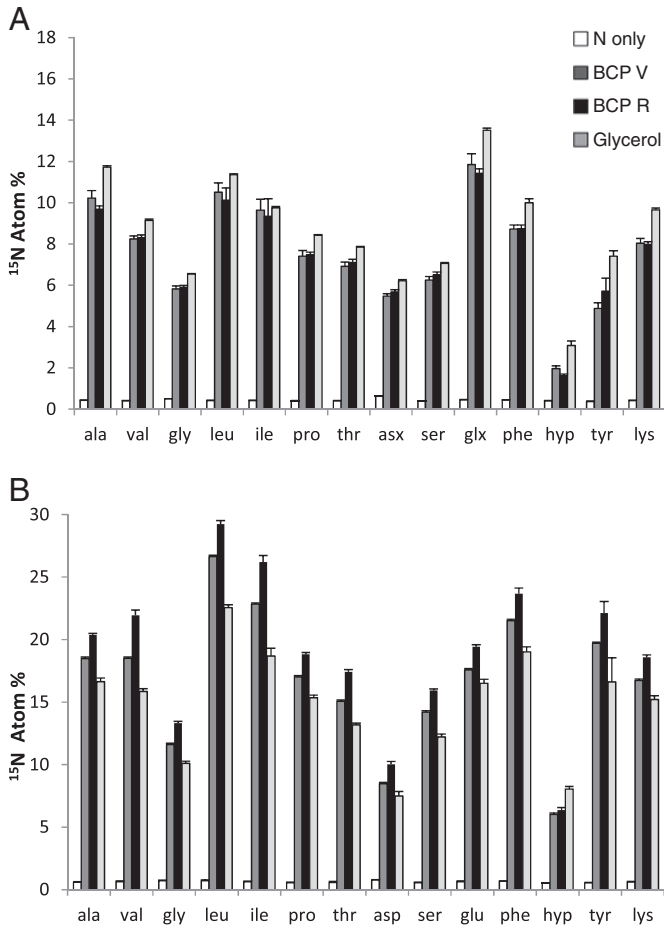 A
18
16
14
12
10
8
6
4
2
0
15N Atom %
N only
BCP V
BCP R
Glycerol
ala val gly leu ile pro thr asx ser glx phe hyp tyr lys
B
30
25
20
15
10
5
0
15N Atom %
ala val gly leu ile pro thr asp ser glu phe hyp tyr lys